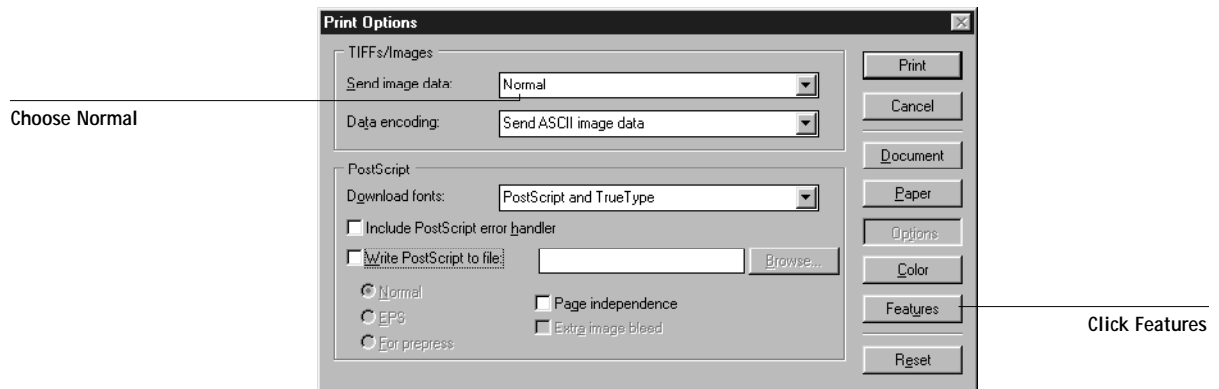 Print Options
TIFFs/Images
Send image data: Normal
Data encoding: Send ASCII image data
PostScript
Download fonts: PostScript and TrueType
Include PostScript error handler
Write PostScript to file: Browse...
Normal
EPS
For prepress
Page independence
Extra image bleed
Print
Cancel
Document
Paper
Options
Color
Features
Reset
Choose Normal
Click Features